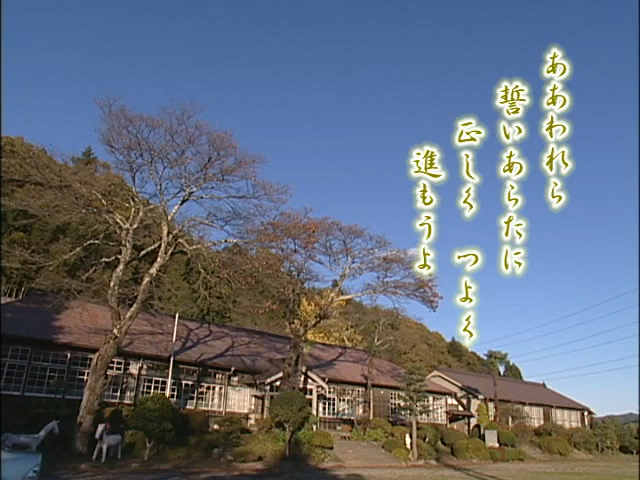 ああわれら
誓いあらたに
正しく つよく
進もうよ